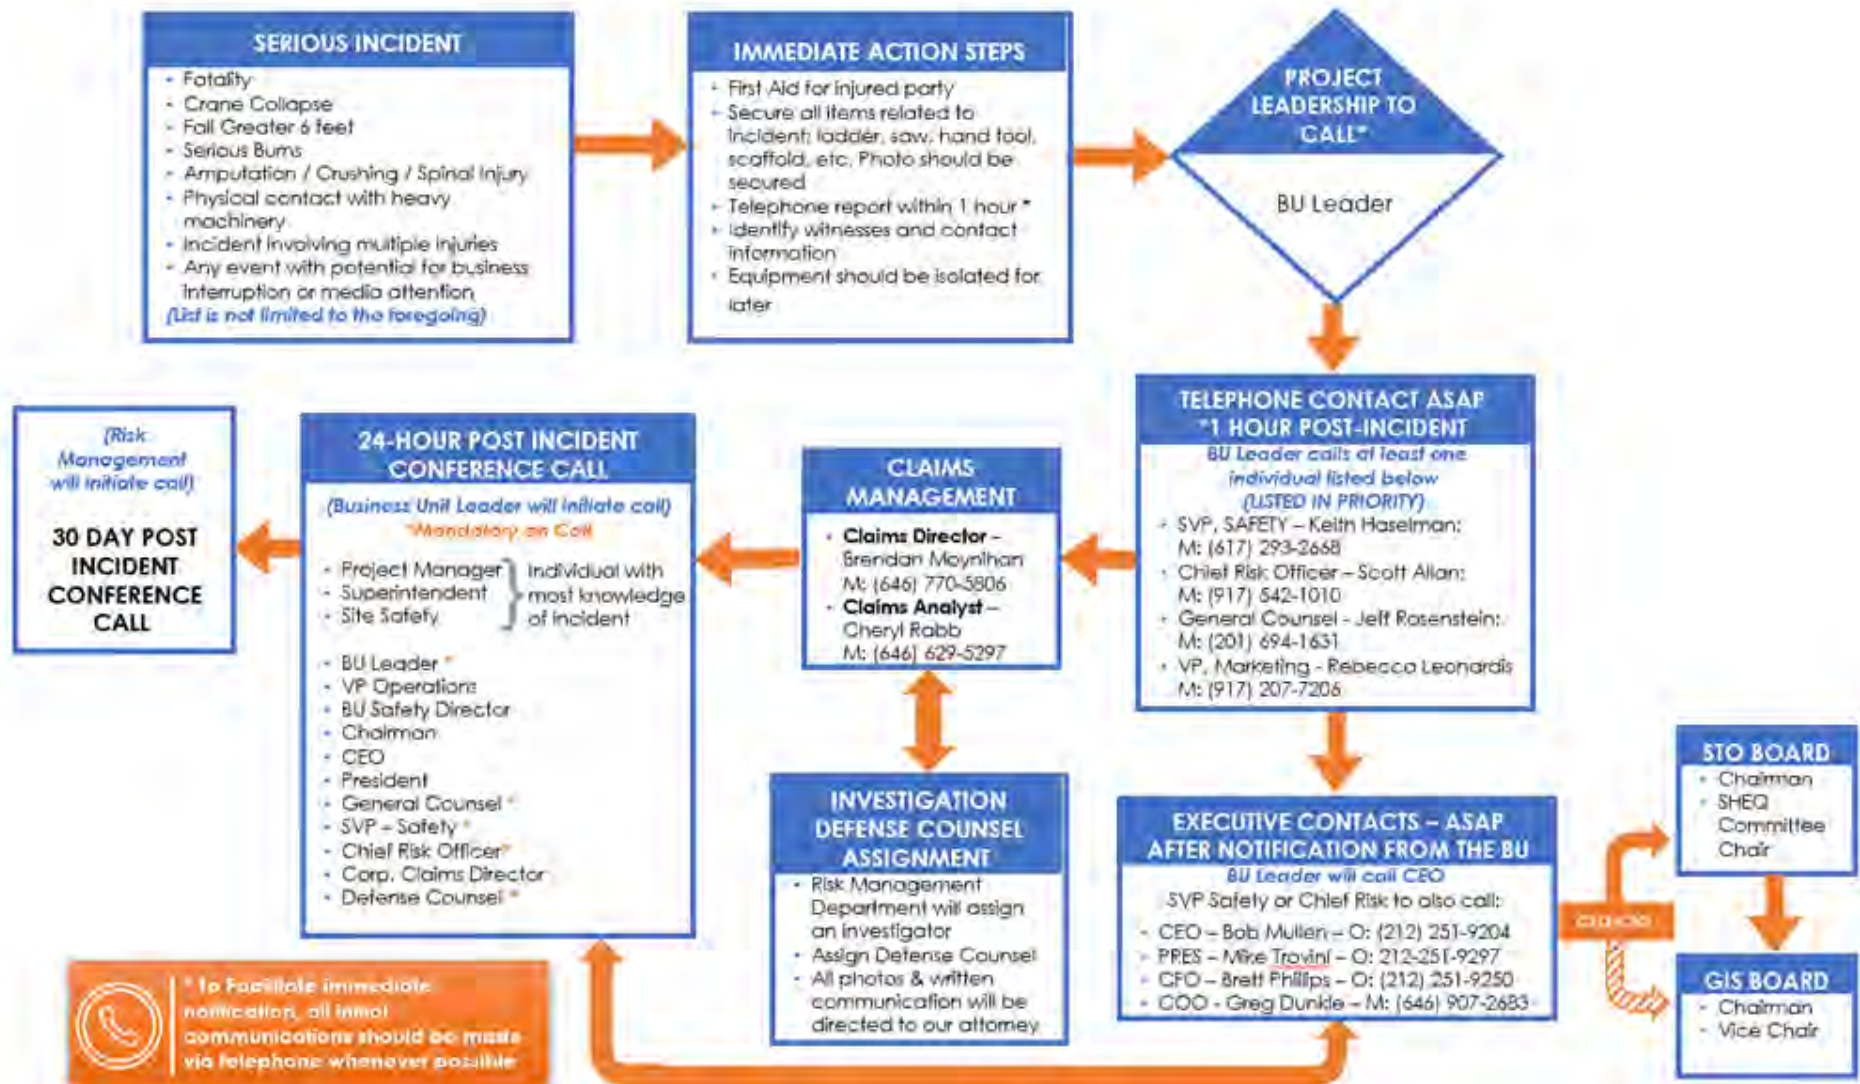 SERIOUS INCIDENT
- Fatality
- Crane Collapse
- Fall Greater 6 feet
- Serious Burns
- Amputation / Crushing / Spinal Injury
- Physical contact with heavy
machinery
- Incident involving multiple injuries
- Any event with potential for business
interruption or media attention
(List is not limited to the foregoing)
IMMEDIATE ACTION STEPS
- First Aid for injured party
- Secure all items related to
incident; ladder, saw, hand tool,
scaffold, etc. Photo should be
secured
- Telephone report within 1 hour *
- Identify witnesses and contact
information
- Equipment should be isolated for
later
PROJECT
LEADERSHIP TO
CALL*
BU Leader
TELEPHONE CONTACT ASAP
*1 HOUR POST-INCIDENT
BU Leader calls at least one
individual listed below
(LISTED IN PRIORITY)
- SVP, SAFETY – Keith Haselman:
M: (617) 293-2668
- Chief Risk Officer – Scott Allan:
M: (917) 542-1010
- General Counsel - Jeff Rosenstein:
M: (201) 694-1631
- VP, Marketing - Rebecca Leonardis
M: (917) 207-7206
CLAIMS
MANAGEMENT
- Claims Director –
Brendan Moynihan
M: (646) 770-5806
- Claims Analyst –
Cheryl Rabb
M: (646) 629-5297
24-HOUR POST INCIDENT
CONFERENCE CALL
(Business Unit Leader will initiate call)
*Mandatory on Call
- Project Manager
- Superintendent
- Site Safety
Individual with
most knowledge
of incident
- BU Leader *
- VP Operations
- BU Safety Director
- Chairman
- CEO
- President
- General Counsel *
- SVP – Safety *
- Chief Risk Officer*
- Corp. Claims Director
- Defense Counsel *
(Risk
Management
will initiate call)
30 DAY POST
INCIDENT
CONFERENCE
CALL
INVESTIGATION
DEFENSE COUNSEL
ASSIGNMENT
- Risk Management
Department will assign
an investigator
- Assign Defense Counsel
- All photos & written
communication will be
directed to our attorney
EXECUTIVE CONTACTS – ASAP
AFTER NOTIFICATION FROM THE BU
BU Leader will call CEO
SVP Safety or Chief Risk to also call:
- CEO – Bob Mullen – O: (212) 251-9204
- PRES – Mike Trovini – O: 212-251-9297
- CFO – Brett Phillips – O: (212) 251-9250
- COO - Greg Dunkle – M: (646) 907-2683
STO BOARD
- Chairman
- SHEQ
Committee
Chair
GIS BOARD
- Chairman
- Vice Chair
* To Facilitate immediate
notification, all initial
communications should be made
via telephone whenever possible